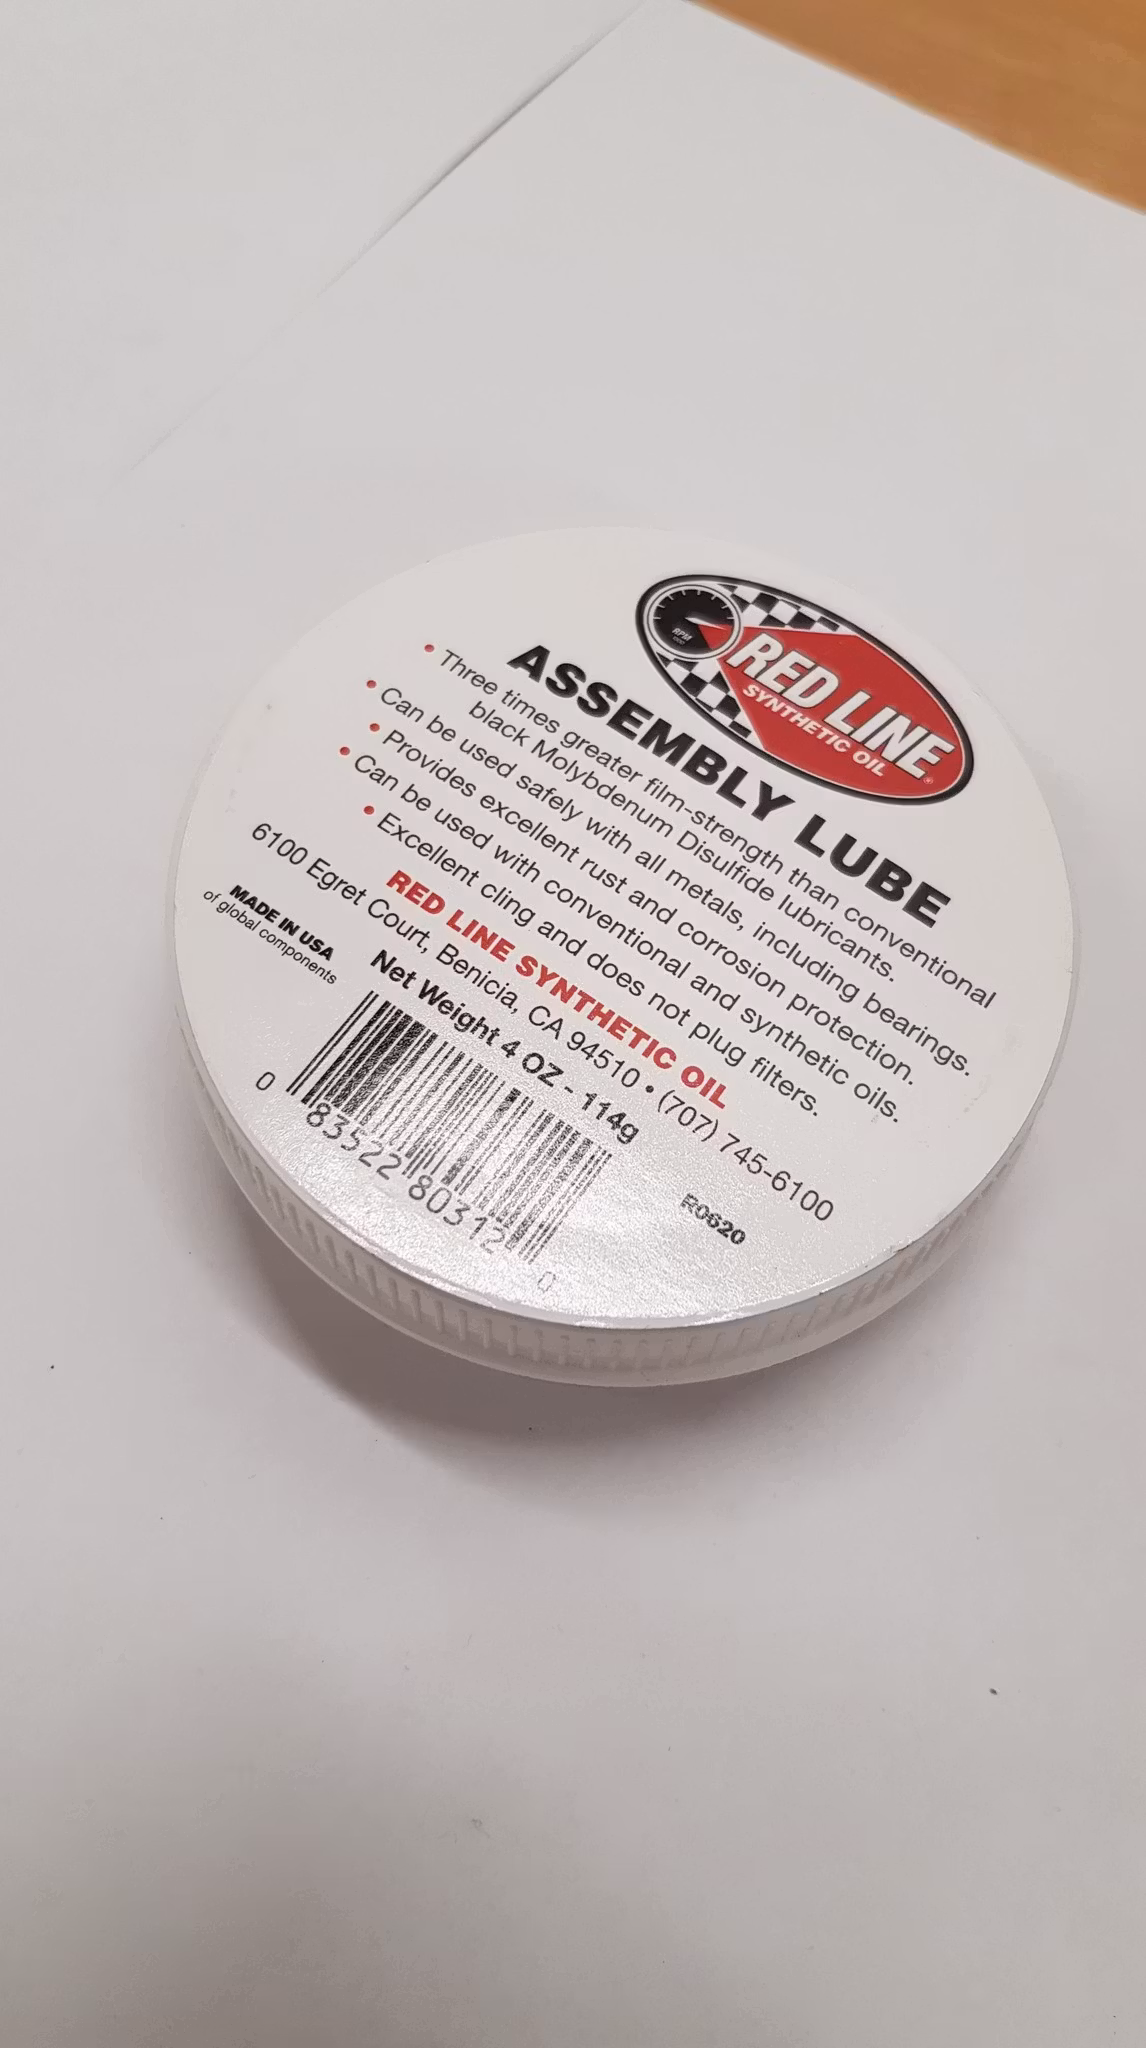 RPM
RED LINE®
SYNTHETIC OIL
ASSEMBLY LUBE
• Three times greater film-strength than conventional
black Molybdenum Disulfide lubricants.
• Can be used safely with all metals, including bearings.
• Provides excellent rust and corrosion protection.
• Can be used with conventional and synthetic oils.
• Excellent cling and does not plug filters.
RED LINE SYNTHETIC OIL
6100 Egret Court, Benicia, CA 94510 • (707) 745-6100
Net Weight 4 OZ - 114g
MADE IN USA
of global components
0 83522 80312 0
R0620